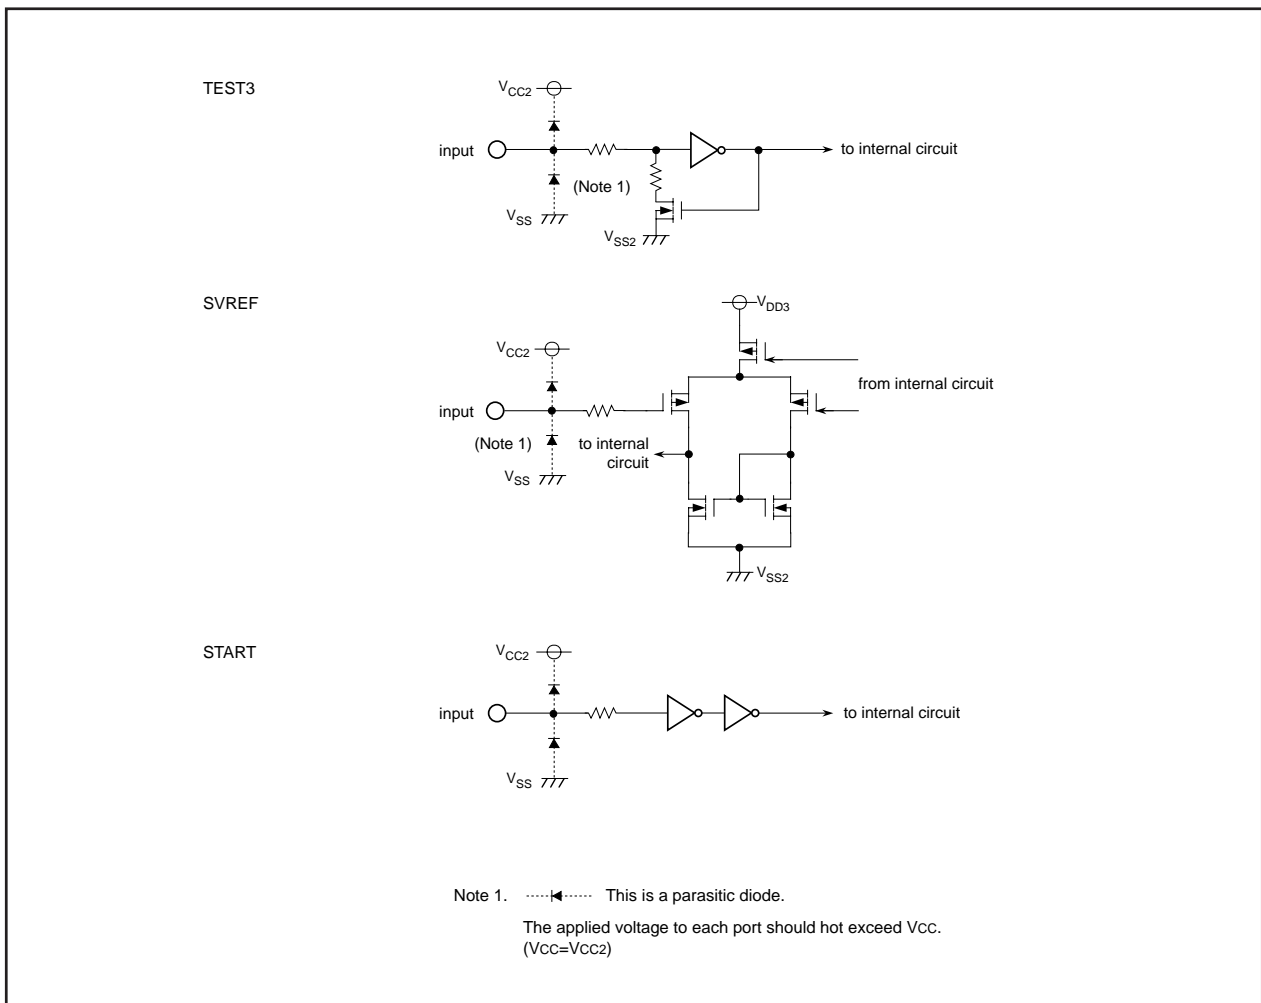 TEST3
VCC2
input
to internal circuit
(Note 1)
VSS
VSS2
SVREF
VDD3
VCC2
from internal circuit
input
(Note 1)
to internal
circuit
VSS
VSS2
START
VCC2
input
to internal circuit
VSS
Note 1. This is a parasitic diode.
The applied voltage to each port should hot exceed VCC.
(VCC=VCC2)